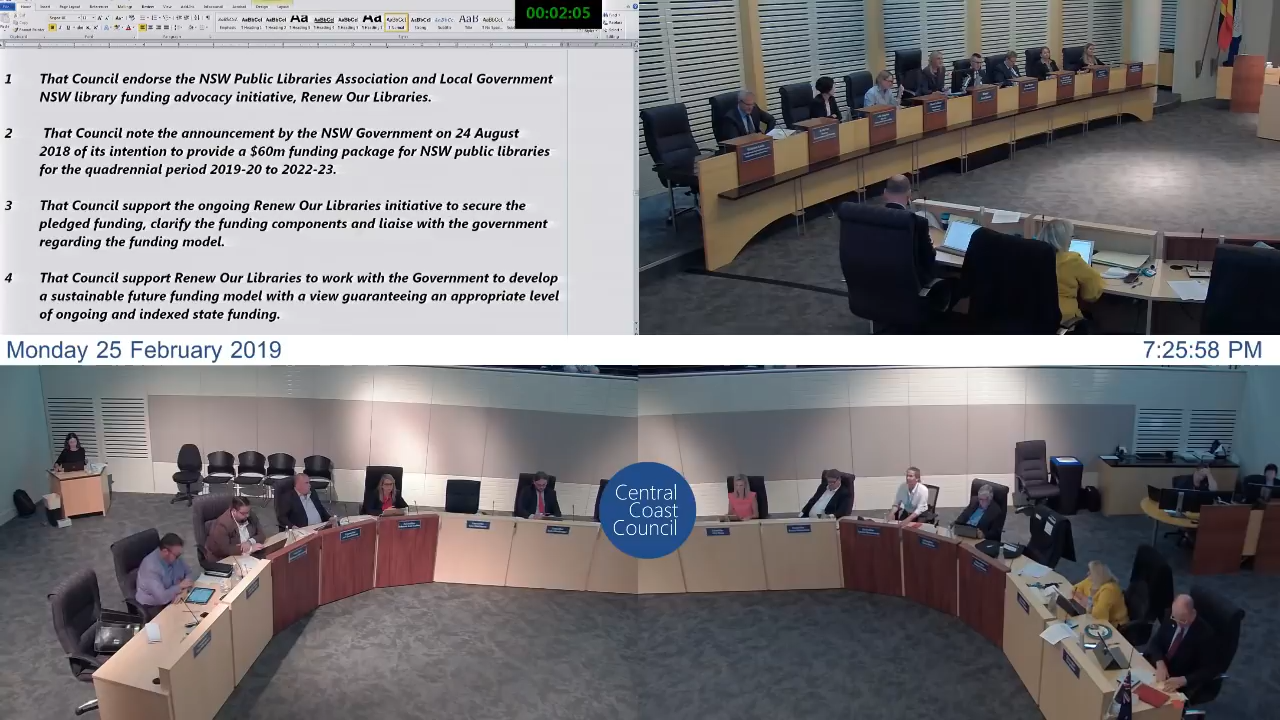 00:02:05
1 That Council endorse the NSW Public Libraries Association and Local Government
NSW library funding advocacy initiative, Renew Our Libraries.
2 That Council note the announcement by the NSW Government on 24 August
2018 of its intention to provide a $60m funding package for NSW public libraries
for the quadrennial period 2019-20 to 2022-23.
3 That Council support the ongoing Renew Our Libraries initiative to secure the
pledged funding, clarify the funding components and liaise with the government
regarding the funding model.
4 That Council support Renew Our Libraries to work with the Government to develop
a sustainable future funding model with a view guaranteeing an appropriate level
of ongoing and indexed state funding.
Monday 25 February 2019
7:25:58 PM
Central
Coast
Council